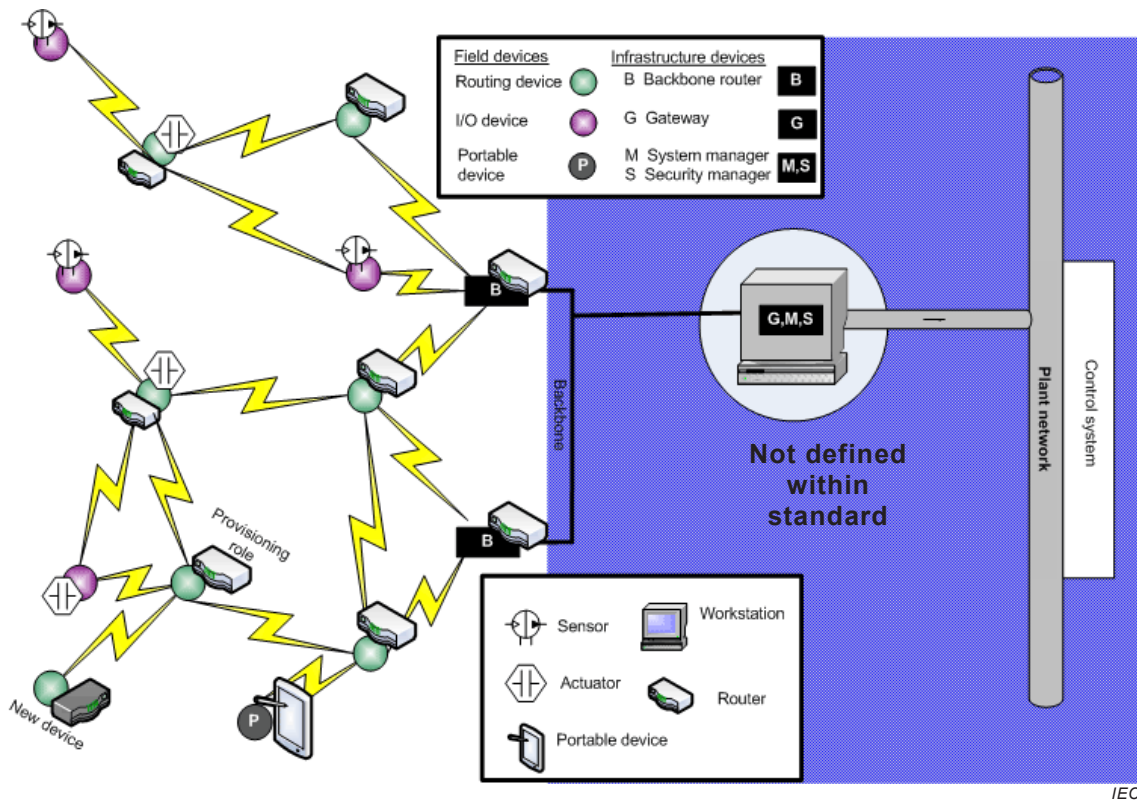 Field devices
Infrastructure devices
Routing device
B Backbone router
B
I/O device
G Gateway
G
Portable
device
P
M System manager
S Security manager
M,S
B
G,M,S
Backbone
Plant network
Control system
Not defined
within
standard
B
Provisioning
role
New device
P
Sensor
Workstation
Actuator
Router
Portable device
IEC